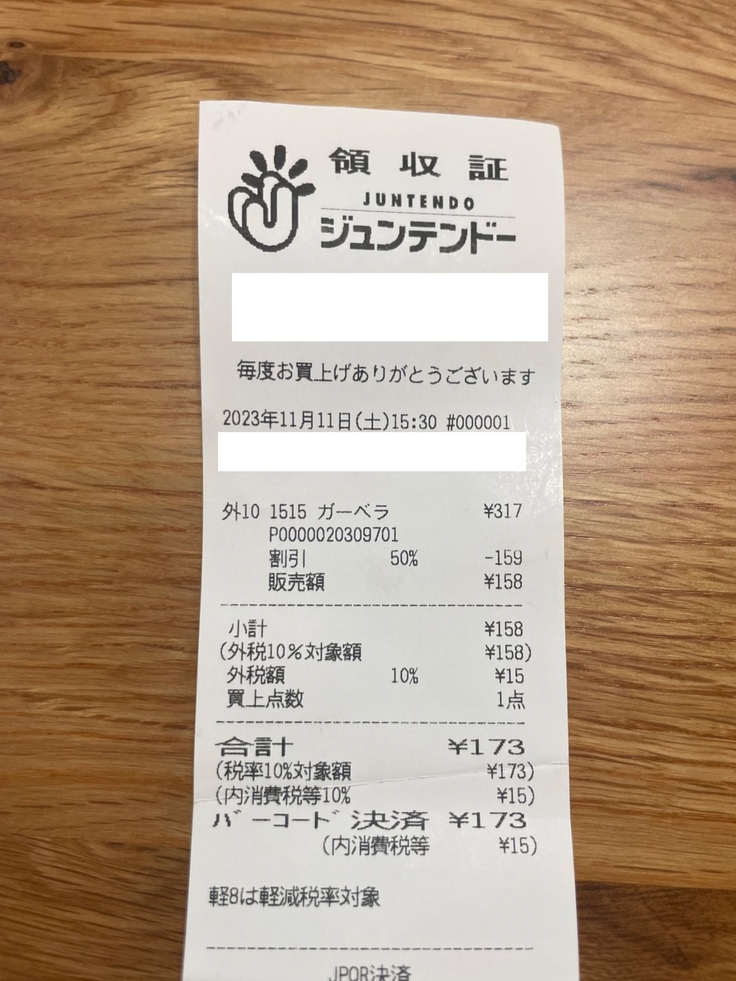 領収証
JUNTENDO
ジュンテンドー
毎度お買上げありがとうございます
2023年11月11日(土)15:30 #000001
外10 1515 ガーベラ ¥317
P0000020309701
割引 50% -159
販売額 ¥158
小計 ¥158
(外税10%対象額 ¥158)
外税額 10% ¥15
買上点数 1点
合計 ¥173
(税率10%対象額 ¥173)
(内消費税等10% ¥15)
バーコード決済 ¥173
(内消費税等 ¥15)
軽8は軽減税率対象
JPQR決済